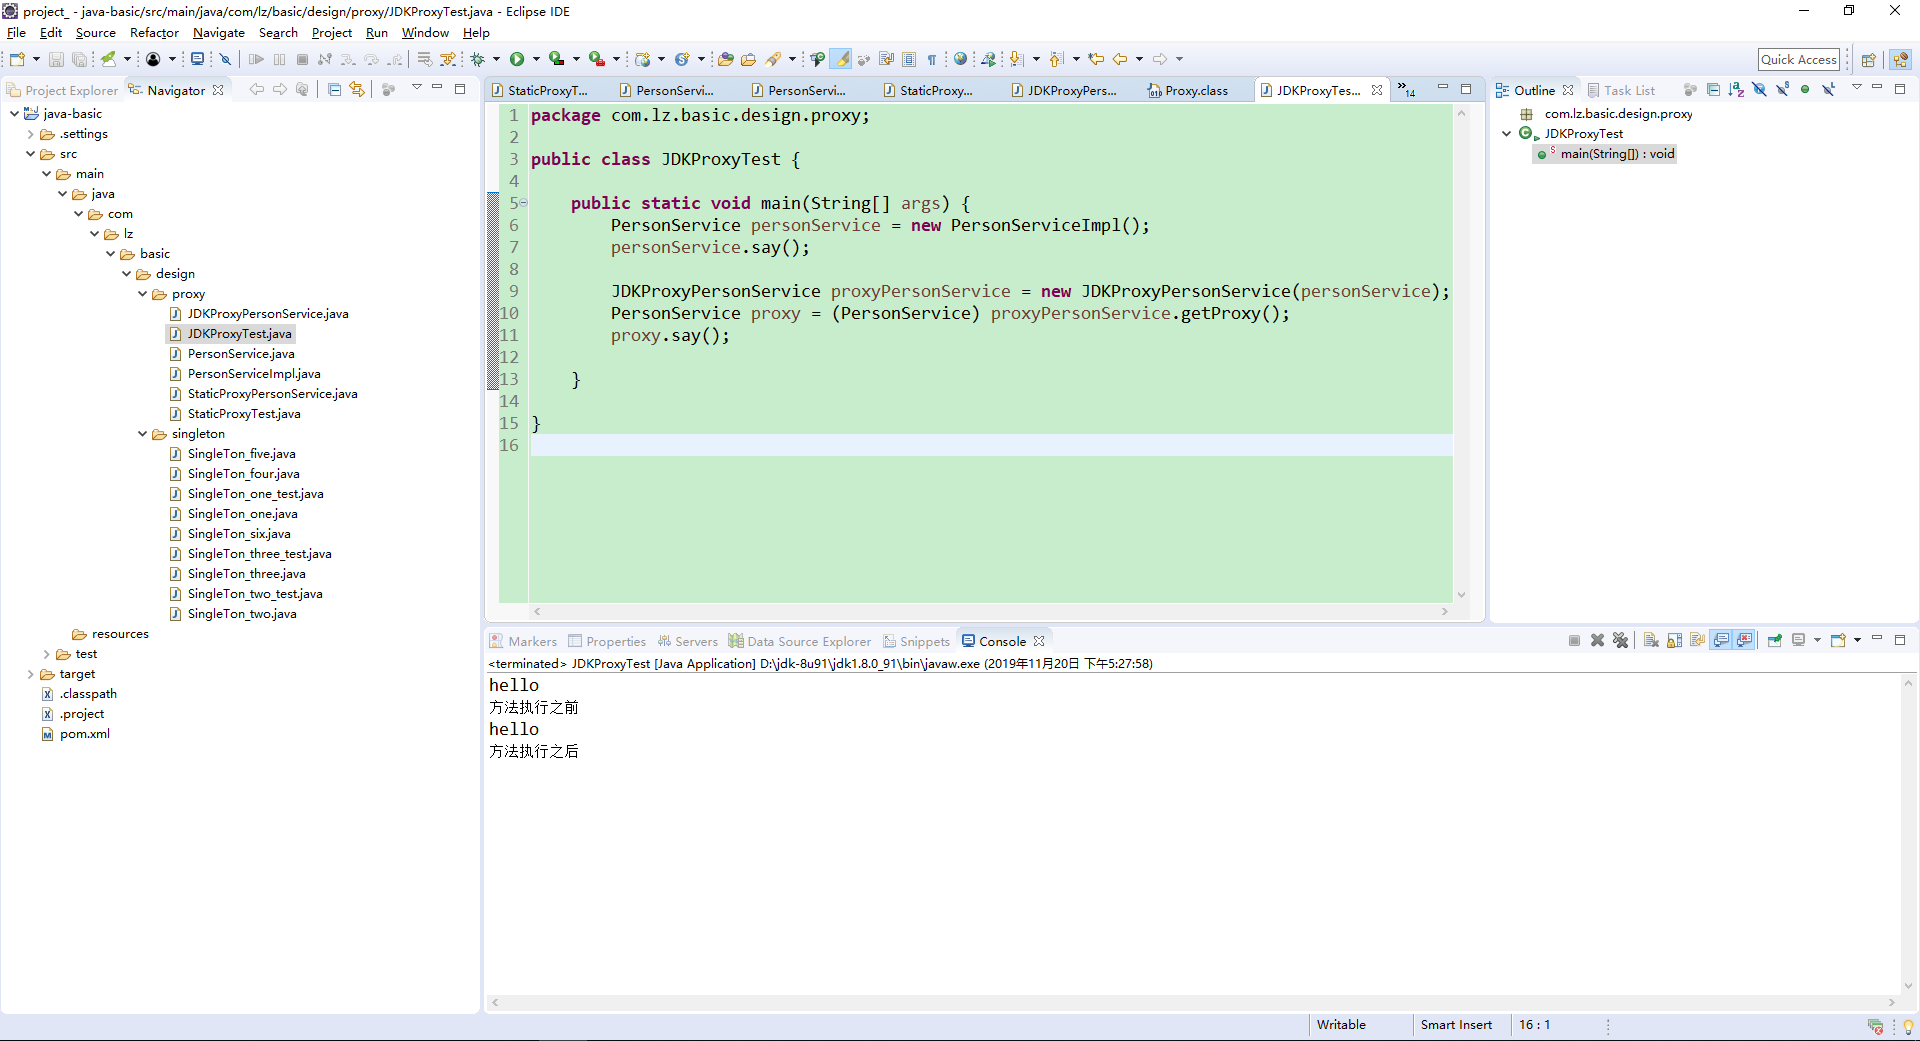 project_ - java-basic/src/main/java/com/lz/basic/design/proxy/JDKProxyTest.java - Eclipse IDE
File Edit Source Refactor Navigate Search Project Run Window Help
Quick Access
Project Explorer Navigator
java-basic
.settings
src
main
java
com
lz
basic
design
proxy
JDKProxyPersonService.java
JDKProxyTest.java
PersonService.java
PersonServiceImpl.java
StaticProxyPersonService.java
StaticProxyTest.java
singleton
SingleTon_five.java
SingleTon_four.java
SingleTon_one_test.java
SingleTon_one.java
SingleTon_six.java
SingleTon_three_test.java
SingleTon_three.java
SingleTon_two_test.java
SingleTon_two.java
resources
test
target
.classpath
.project
pom.xml
StaticProxyT... PersonServi... PersonServi... StaticProxy... JDKProxyPers... Proxy.class JDKProxyTes... »14
1 package com.lz.basic.design.proxy;
2
3 public class JDKProxyTest {
4
5 public static void main(String[] args) {
6 PersonService personService = new PersonServiceImpl();
7 personService.say();
8
9 JDKProxyPersonService proxyPersonService = new JDKProxyPersonService(personService);
10 PersonService proxy = (PersonService) proxyPersonService.getProxy();
11 proxy.say();
12
13 }
14
15 }
16
Outline Task List
com.lz.basic.design.proxy
JDKProxyTest
main(String[]) : void
Markers Properties Servers Data Source Explorer Snippets Console
<terminated> JDKProxyTest [Java Application] D:\jdk-8u91\jdk1.8.0_91\bin\javaw.exe (2019年11月20日 下午5:27:58)
hello
方法执行之前
hello
方法执行之后
Writable Smart Insert 16 : 1